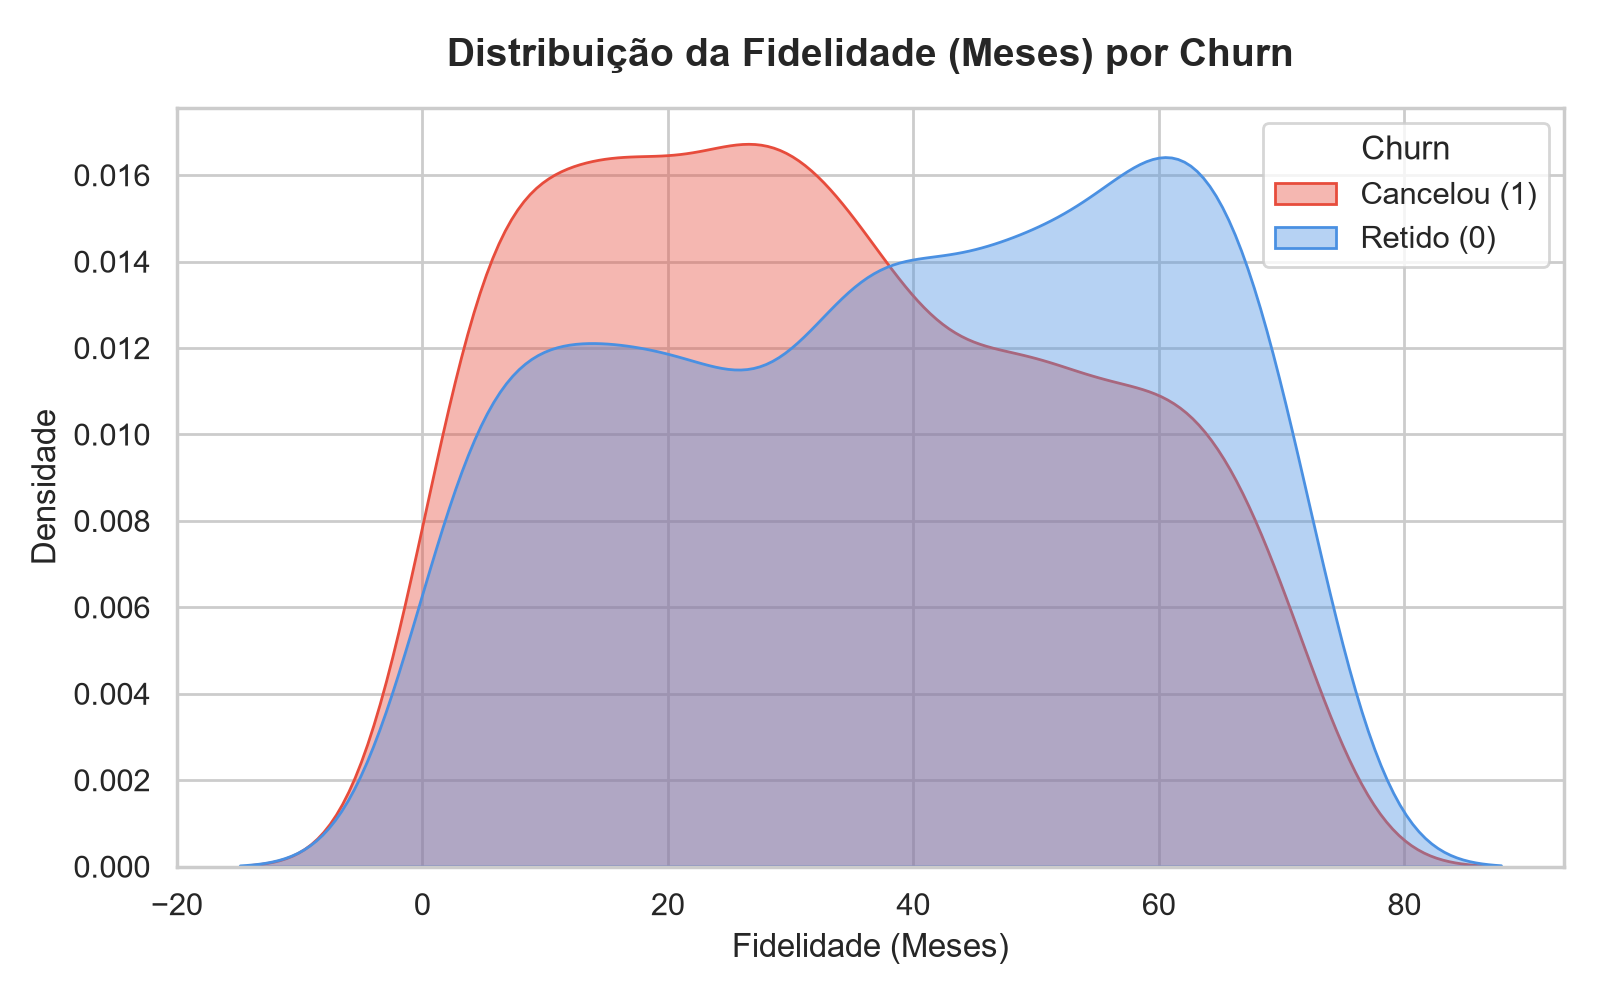 Distribuição da Fidelidade (Meses) por Churn
Churn
Cancelou (1)
Retido (0)
Densidade
0.016
0.014
0.012
0.010
0.008
0.006
0.004
0.002
0.000
−20 0 20 40 60 80
Fidelidade (Meses)